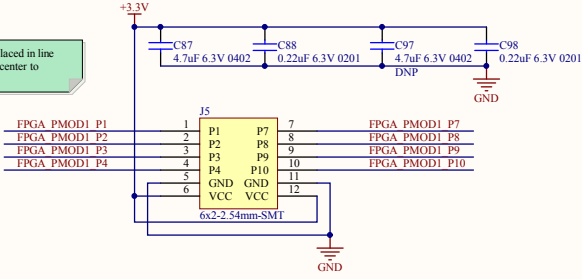 +3.3V
laced in line
center to
C87
4.7uF 6.3V 0402
C88
0.22uF 6.3V 0201
C97
4.7uF 6.3V 0402
DNP
C98
0.22uF 6.3V 0201
GND
J5
FPGA_PMOD1_P1 1 P1 P7 7 FPGA_PMOD1_P7
FPGA_PMOD1_P2 2 P2 P8 8 FPGA_PMOD1_P8
FPGA_PMOD1_P3 3 P3 P9 9 FPGA_PMOD1_P9
FPGA_PMOD1_P4 4 P4 P10 10 FPGA_PMOD1_P10
5 GND GND 11
6 VCC VCC 12
6x2-2.54mm-SMT
GND